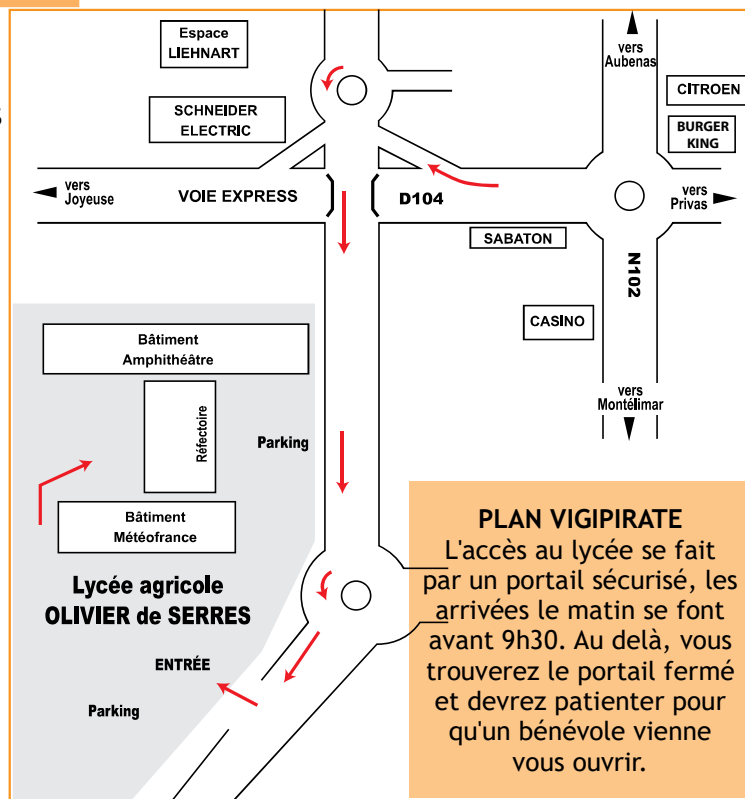 S
Espace
LIEHNART
SCHNEIDER
ELECTRIC
vers
Aubenas
CITROEN
BURGER
KING
vers
Joyeuse
VOIE EXPRESS
D104
vers
Privas
SABATON
N102
CASINO
vers
Montélimar
Bâtiment
Amphithéâtre
Réfectoire
Parking
Bâtiment
Météofrance
Lycée agricole
OLIVIER de SERRES
ENTRÉE
Parking
PLAN VIGIPIRATE
L'accès au lycée se fait
par un portail sécurisé, les
arrivées le matin se font
avant 9h30. Au delà, vous
trouverez le portail fermé
et devrez patienter pour
qu'un bénévole vienne
vous ouvrir.